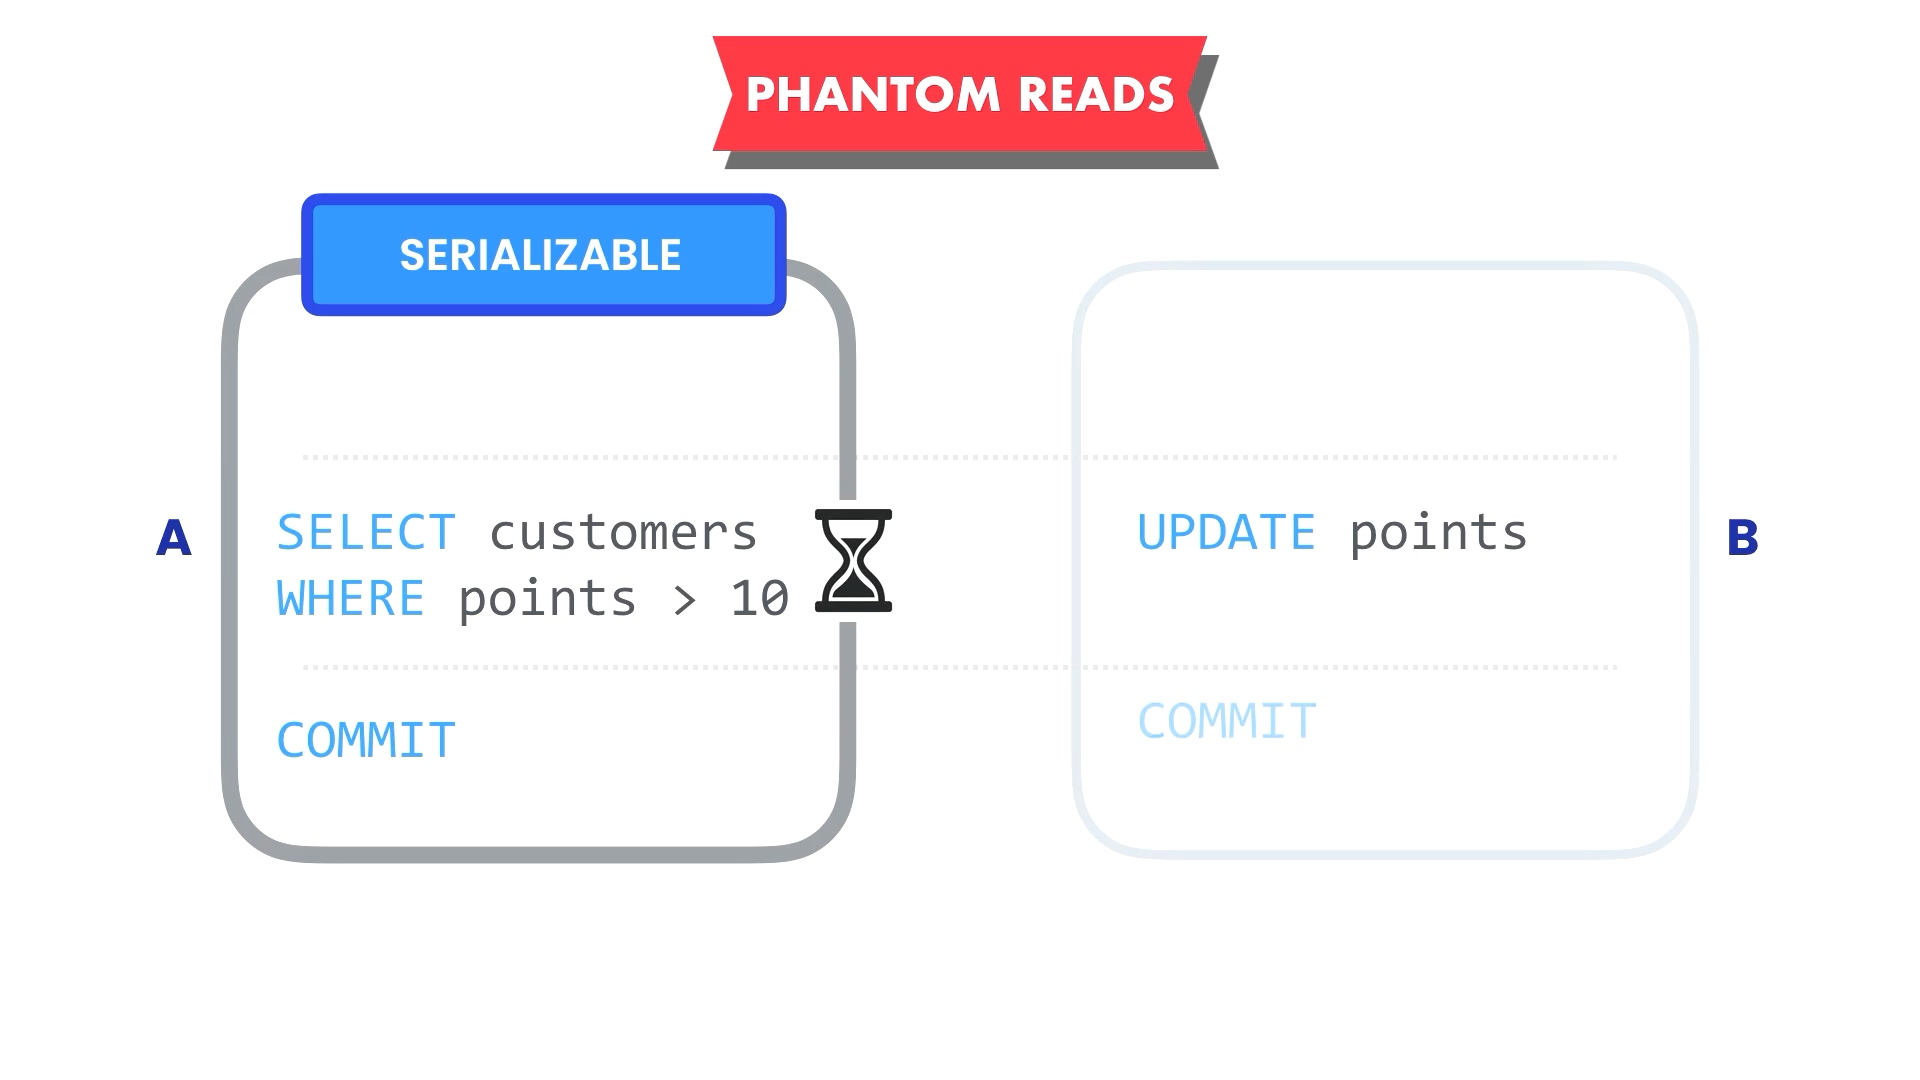 PHANTOM READS
SERIALIZABLE
A
SELECT customers
WHERE points > 10
COMMIT
UPDATE points
COMMIT
B